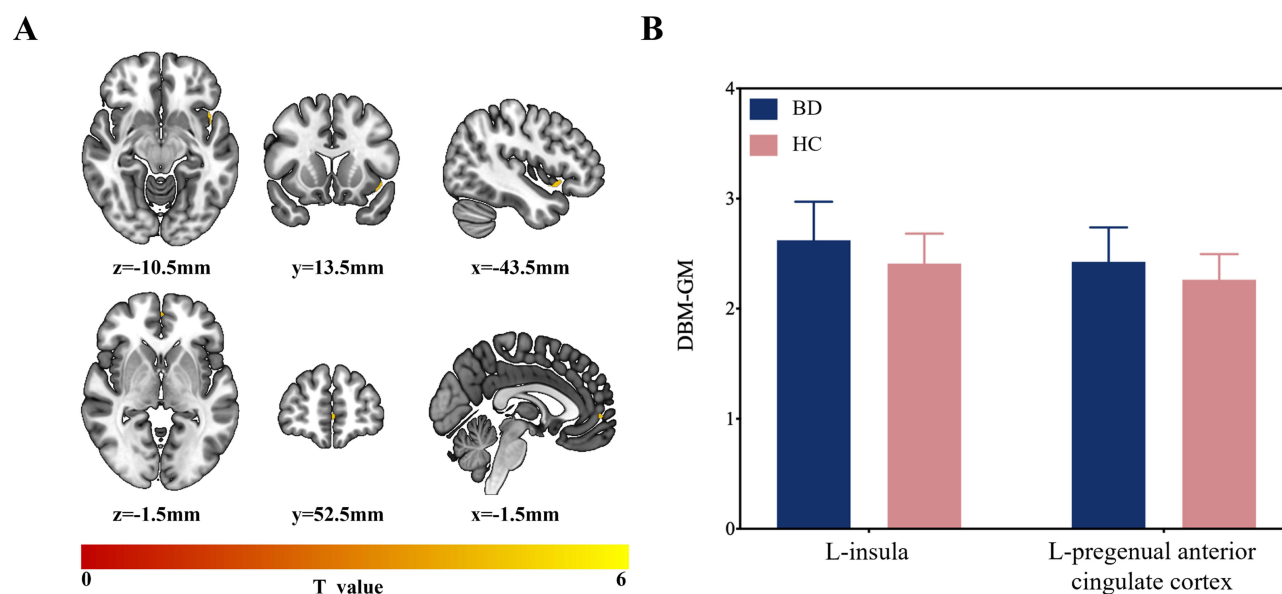 A
z=-10.5mm
y=13.5mm
x=-43.5mm
z=-1.5mm
y=52.5mm
x=-1.5mm
0
6
T value
B
4
3
2
1
0
DBM-GM
BD
HC
L-insula
L-pregenual anterior
cingulate cortex